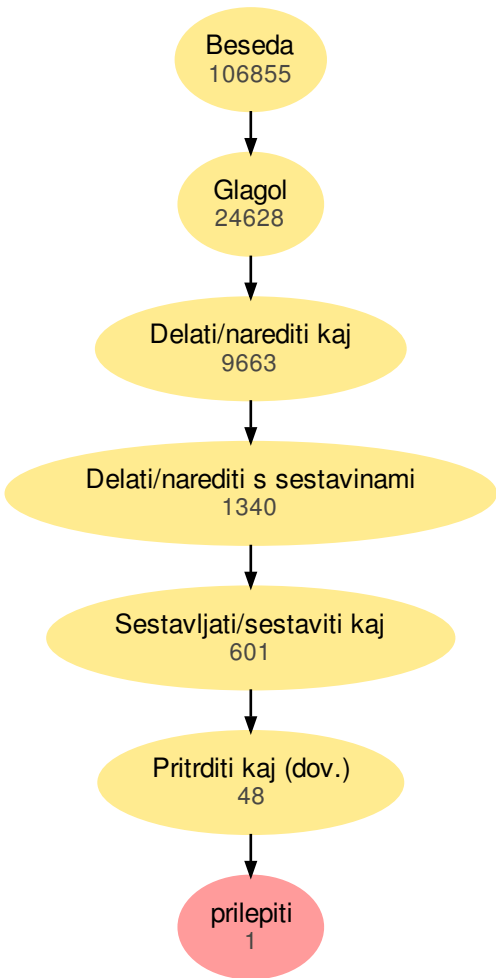 Beseda
106855
Glagol
24628
Delati/narediti kaj
9663
Delati/narediti s sestavinami
1340
Sestavljati/sestaviti kaj
601
Pritrditi kaj (dov.)
48
prilepiti
1